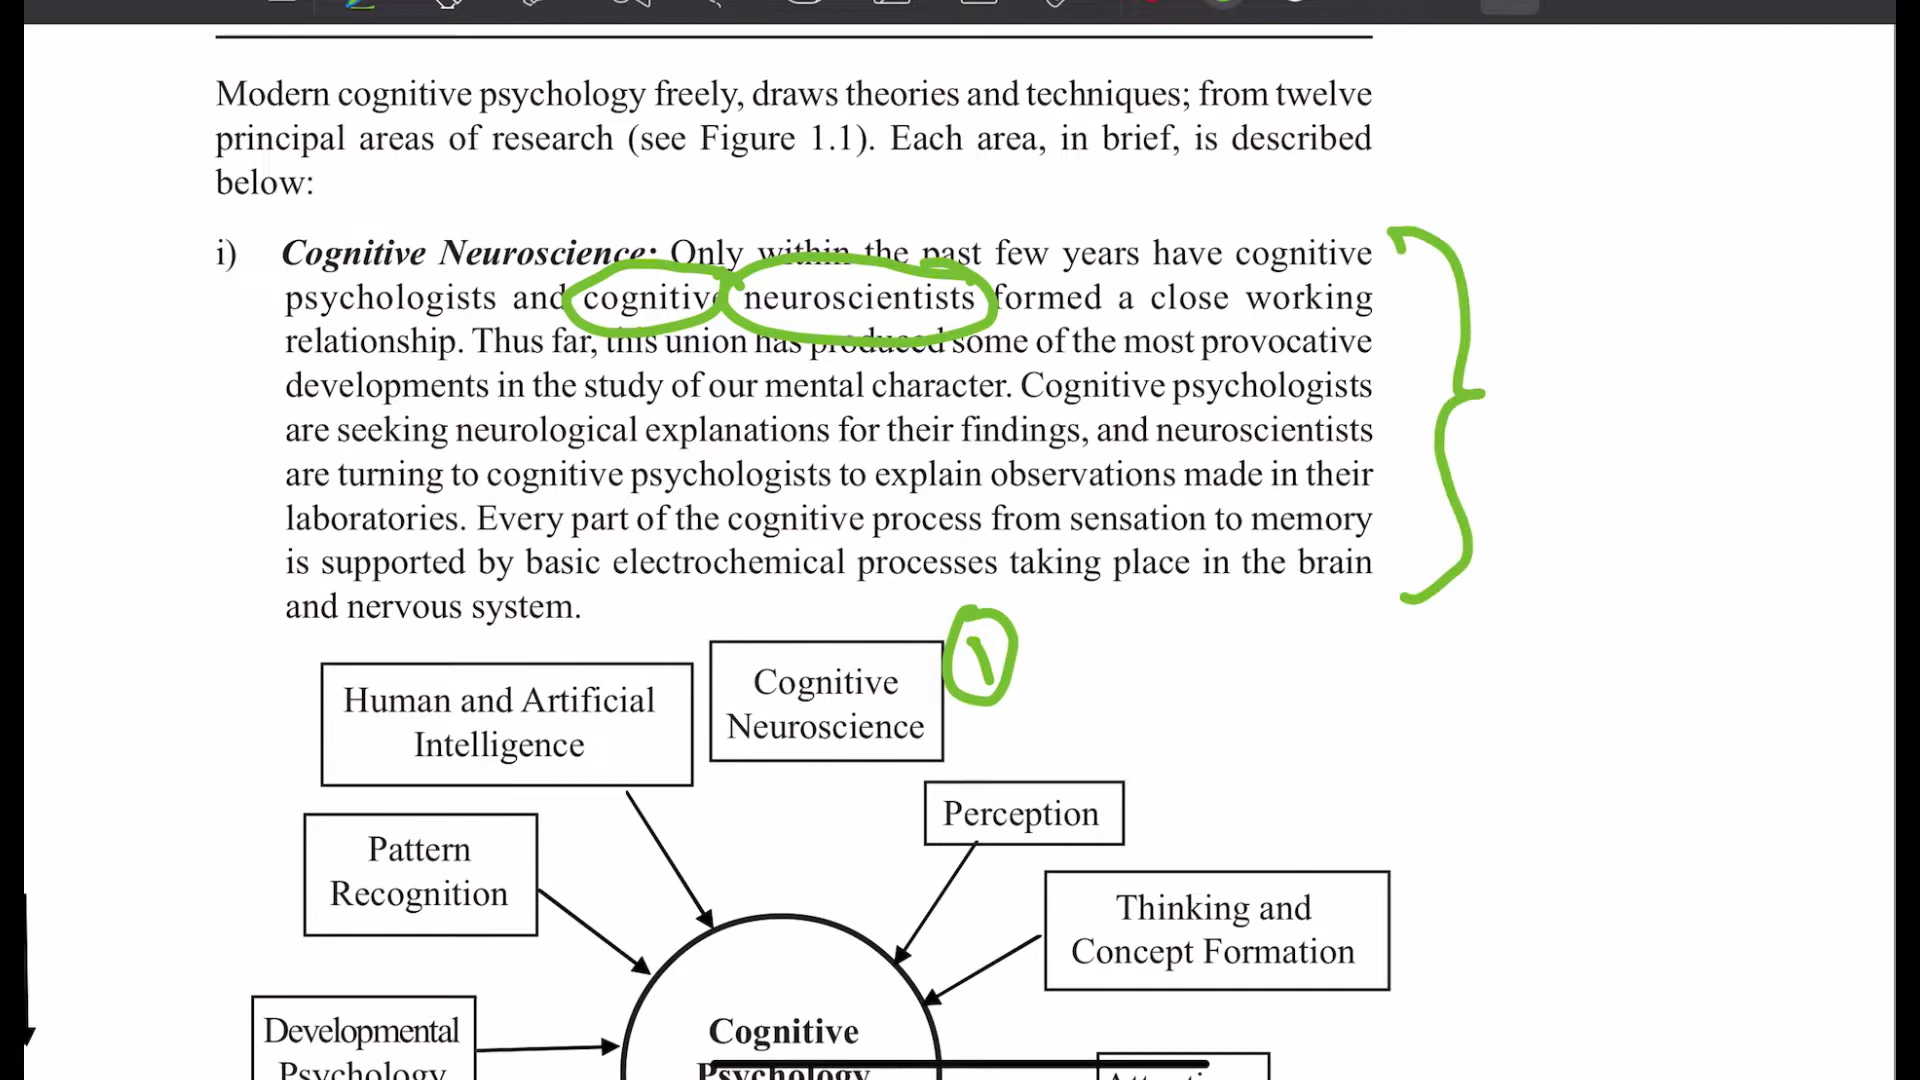 Modern cognitive psychology freely, draws theories and techniques; from twelve
principal areas of research (see Figure 1.1). Each area, in brief, is described
below:
i) Cognitive Neuroscience: Only within the past few years have cognitive
psychologists and cognitive neuroscientists formed a close working
relationship. Thus far, this union has produced some of the most provocative
developments in the study of our mental character. Cognitive psychologists
are seeking neurological explanations for their findings, and neuroscientists
are turning to cognitive psychologists to explain observations made in their
laboratories. Every part of the cognitive process from sensation to memory
is supported by basic electrochemical processes taking place in the brain
and nervous system.
Human and Artificial
Intelligence
Cognitive
Neuroscience
1
Perception
Pattern
Recognition
Thinking and
Concept Formation
Developmental
Psychology
Cognitive
Psychology